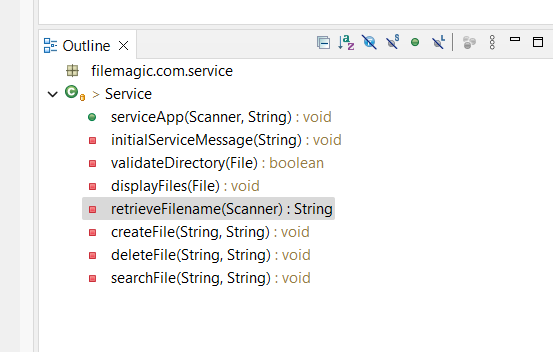 Outline
filemagic.com.service
> Service
serviceApp(Scanner, String) : void
initialServiceMessage(String) : void
validateDirectory(File) : boolean
displayFiles(File) : void
retrieveFilename(Scanner) : String
createFile(String, String) : void
deleteFile(String, String) : void
searchFile(String, String) : void